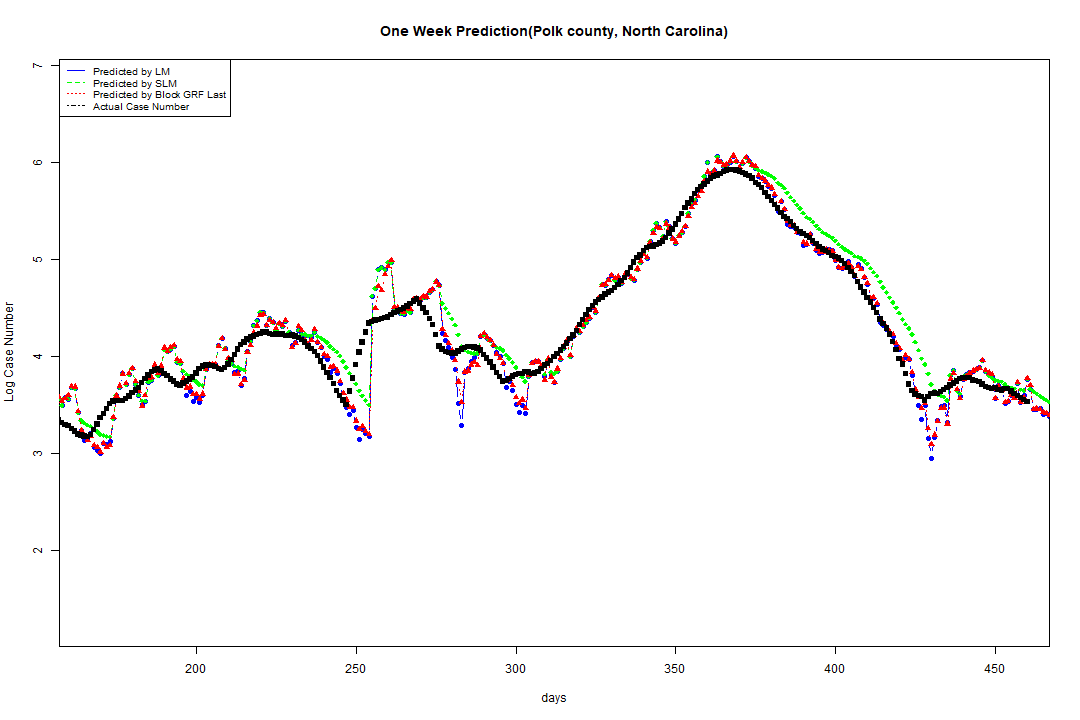 One Week Prediction(Polk county, North Carolina)
Predicted by LM
Predicted by SLM
Predicted by Block GRF Last
Actual Case Number
Log Case Number
7
6
5
4
3
2
200 250 300 350 400 450
days